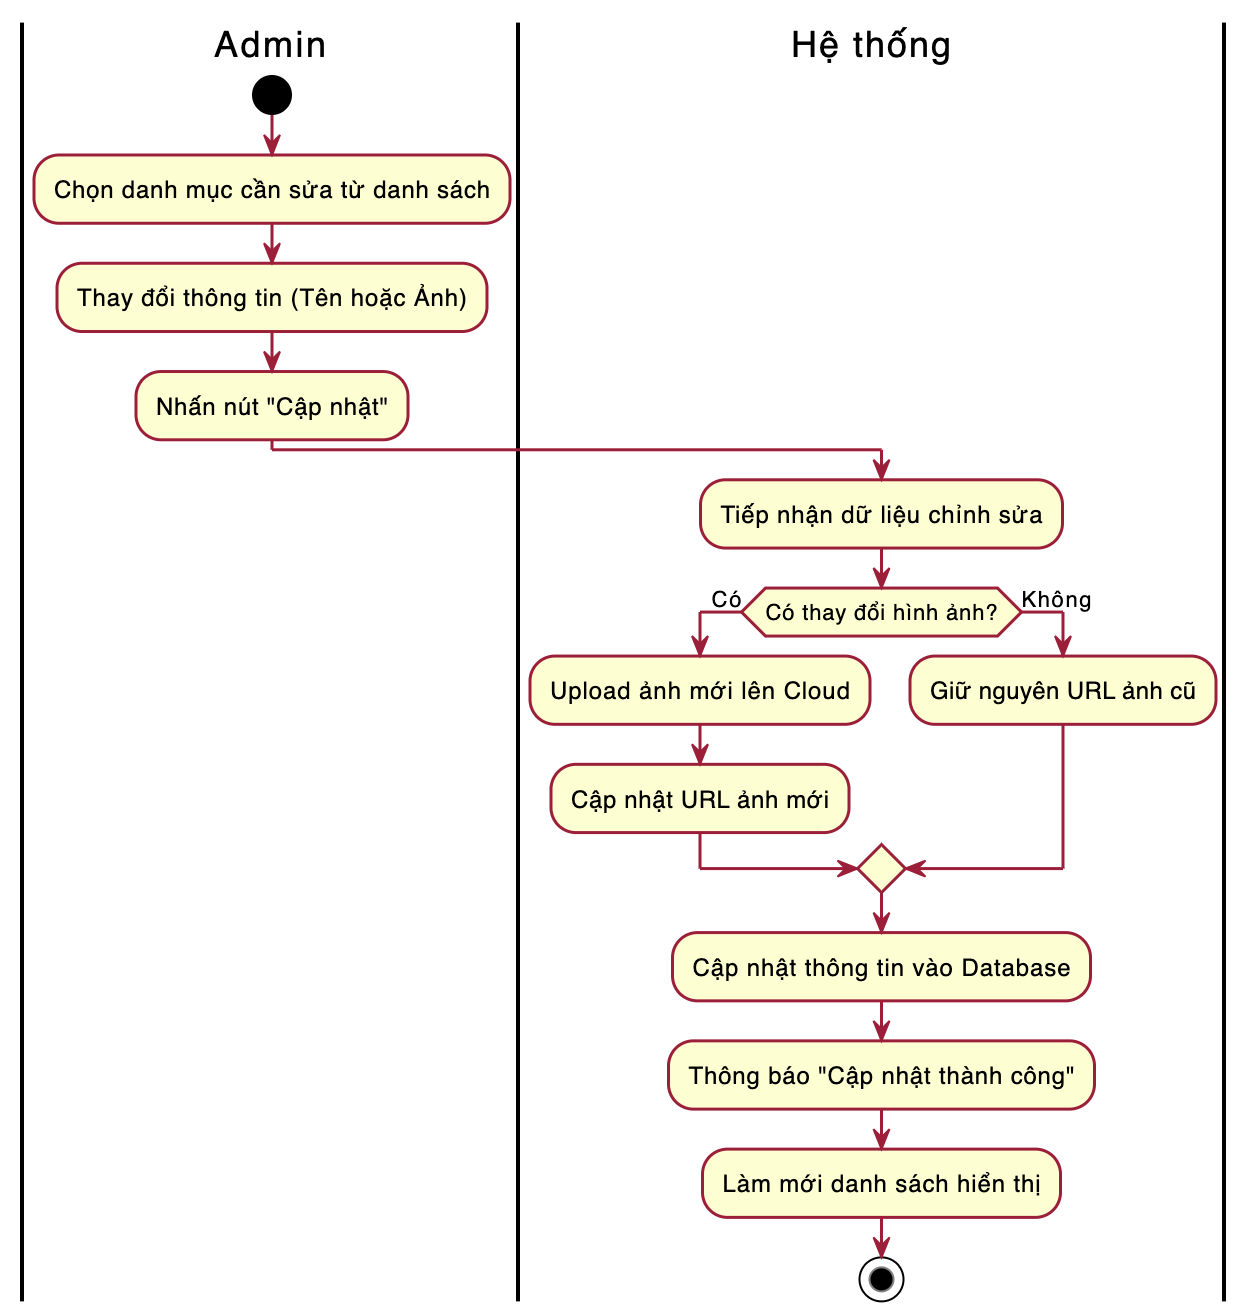 Admin
Hệ thống
Chọn danh mục cần sửa từ danh sách
Thay đổi thông tin (Tên hoặc Ảnh)
Nhấn nút "Cập nhật"
Tiếp nhận dữ liệu chỉnh sửa
Có
Có thay đổi hình ảnh?
Không
Upload ảnh mới lên Cloud
Giữ nguyên URL ảnh cũ
Cập nhật URL ảnh mới
Cập nhật thông tin vào Database
Thông báo "Cập nhật thành công"
Làm mới danh sách hiển thị